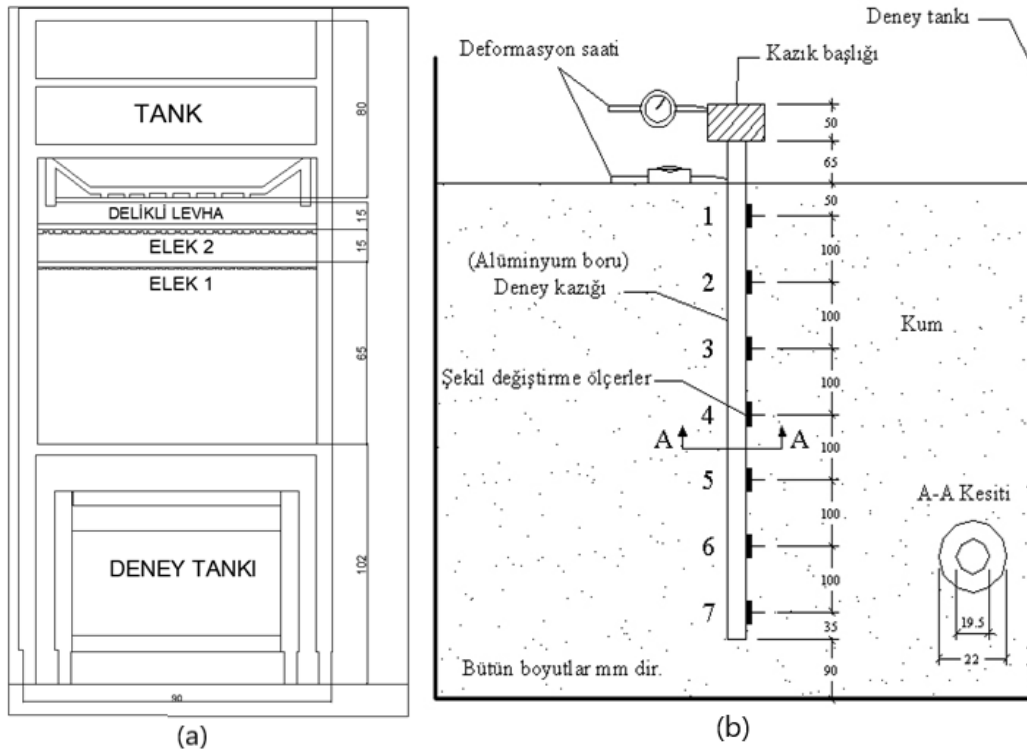 TANK
DELİKLİ LEVHA
ELEK 2
ELEK 1
DENEY TANKI
80
15
15
65
102
90
(a)
Deney tankı
Deformasyon saati
Kazık başlığı
50
65
50
1
100
(Alüminyum boru)
Deney kazığı
2
100
Kum
3
100
Şekil değiştirme ölçerler
4
A
A
100
5
A-A Kesiti
100
6
100
7
35
19.5
22
Bütün boyutlar mm dir.
90
(b)